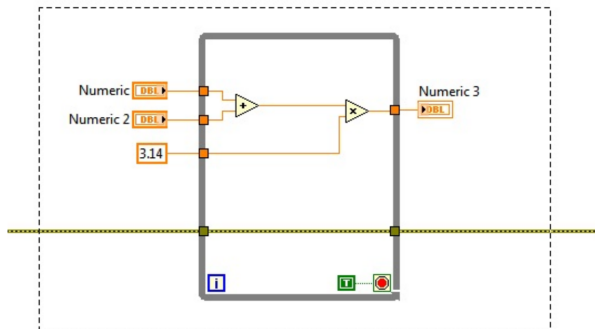 Numeric DBL
Numeric 3
DBL
Numeric 2 DBL
3.14
+
x
i
T